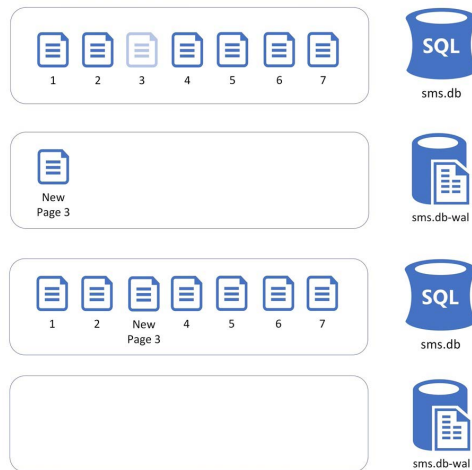 SQL
1 2 3 4 5 6 7
sms.db
New
Page 3
sms.db-wal
SQL
1 2 New 4 5 6 7
Page 3
sms.db
sms.db-wal